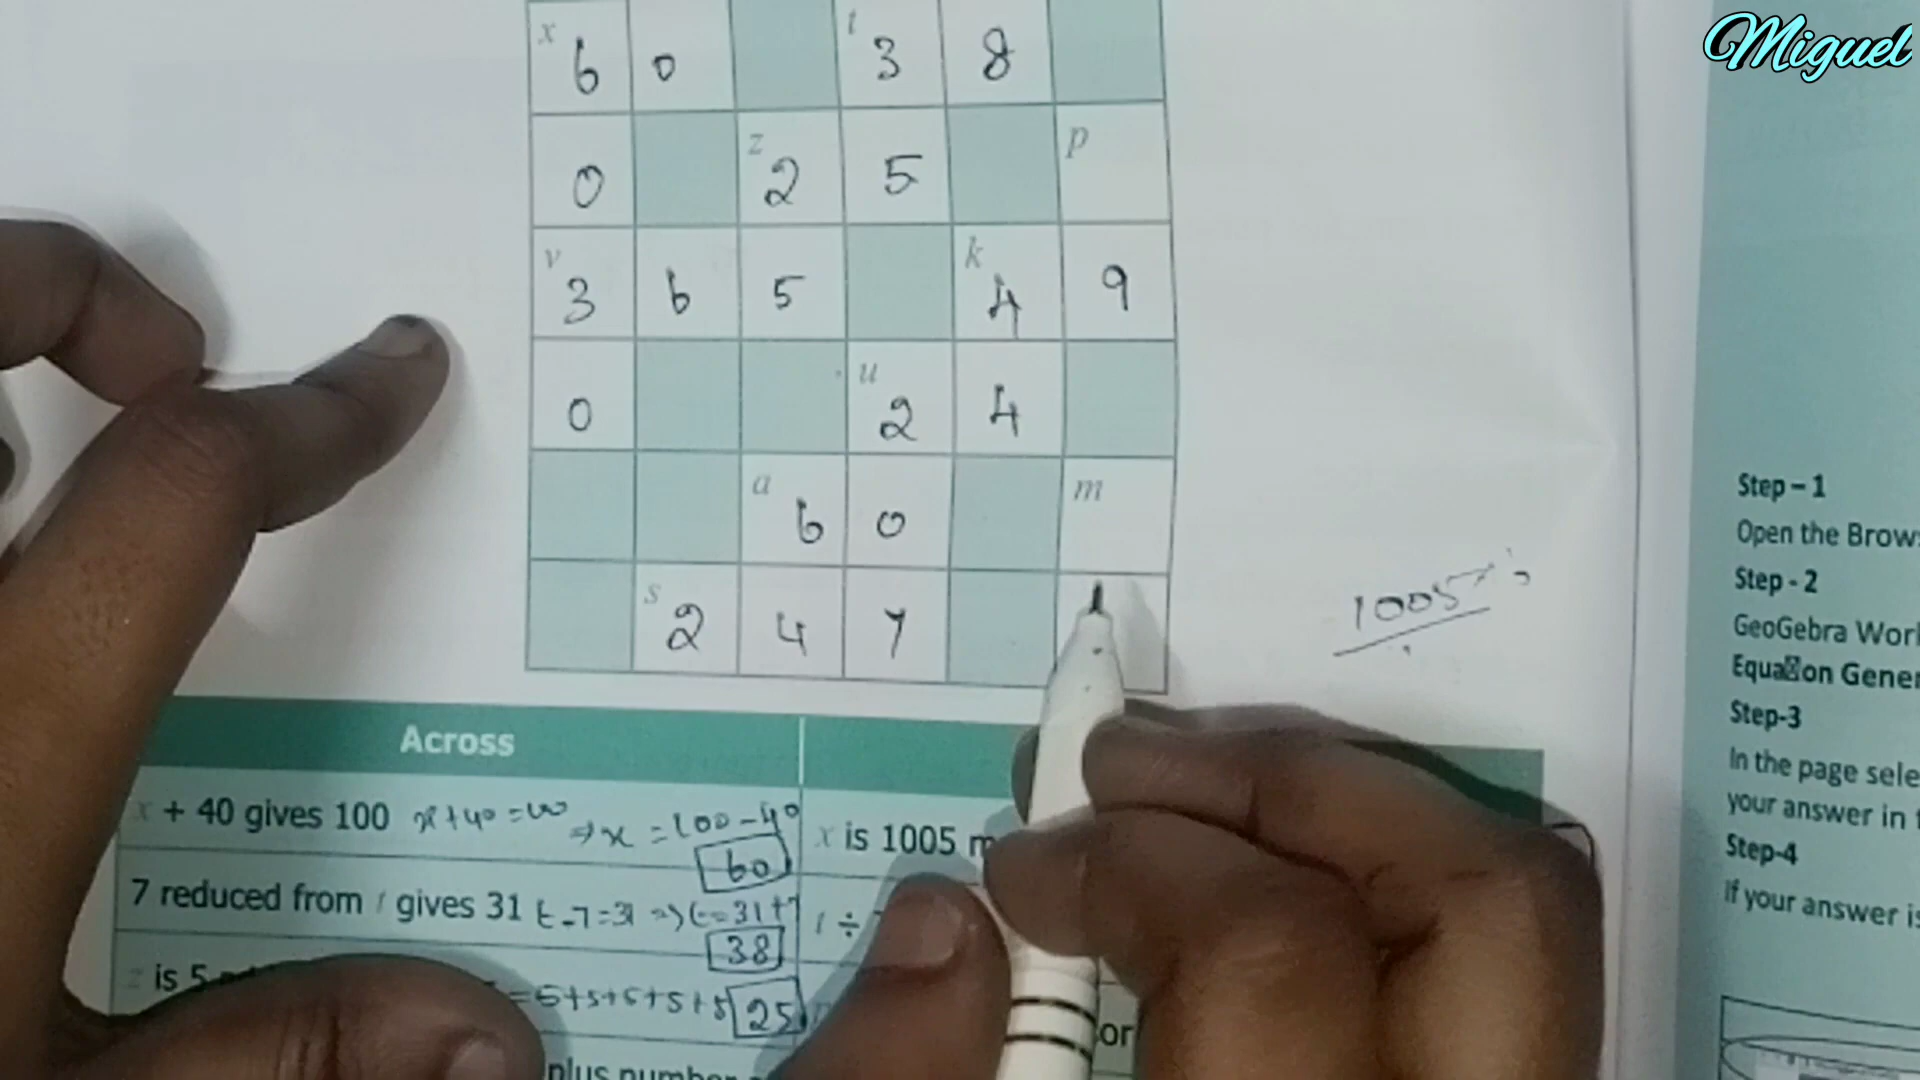 Miguel
x 6 0 t 3 8
0 z 2 5 p
v 3 6 5 k 4 9
0 u 2 4
a 6 0 m
s 2 4 7
1005
Across
x + 40 gives 100 x+40=100 ⇒ x = 100-40
60
x is 1005
7 reduced from t gives 31 t-7=31 ⇒ t=31+7
38
t ÷
z is 5 =5+5+5+5+5 25
plus number
Step – 1
Open the Brow
Step - 2
GeoGebra Wor
Equa on Gene
Step-3
In the page sele
your answer in
Step-4
If your answer is